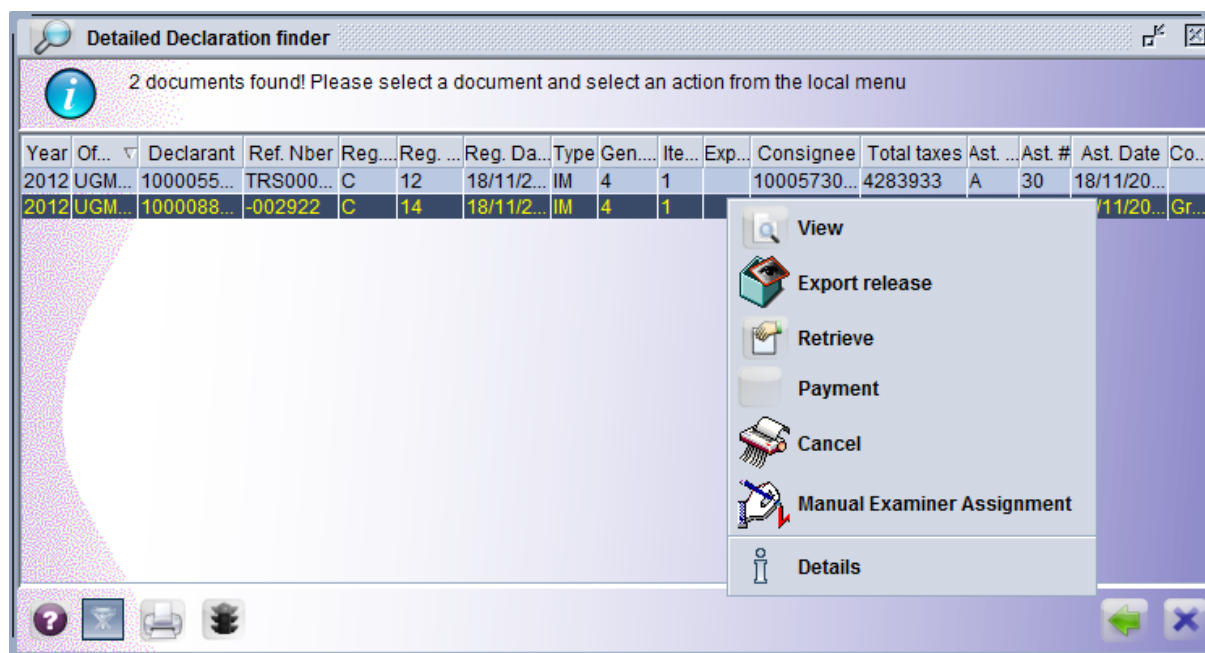 Detailed Declaration finder
2 documents found! Please select a document and select an action from the local menu
Year Of... Declarant Ref. Nber Reg.... Reg. ... Reg. Da... Type Gen.... Ite... Exp... Consignee Total taxes Ast. ... Ast. # Ast. Date Co...
2012 UGM... 1000055... TRS000... C 12 18/11/2... IM 4 1 10005730... 4283933 A 30 18/11/20...
2012 UGM... 1000088... -002922 C 14 18/11/2... IM 4 1 /11/20... Gr...
View
Export release
Retrieve
Payment
Cancel
Manual Examiner Assignment
Details